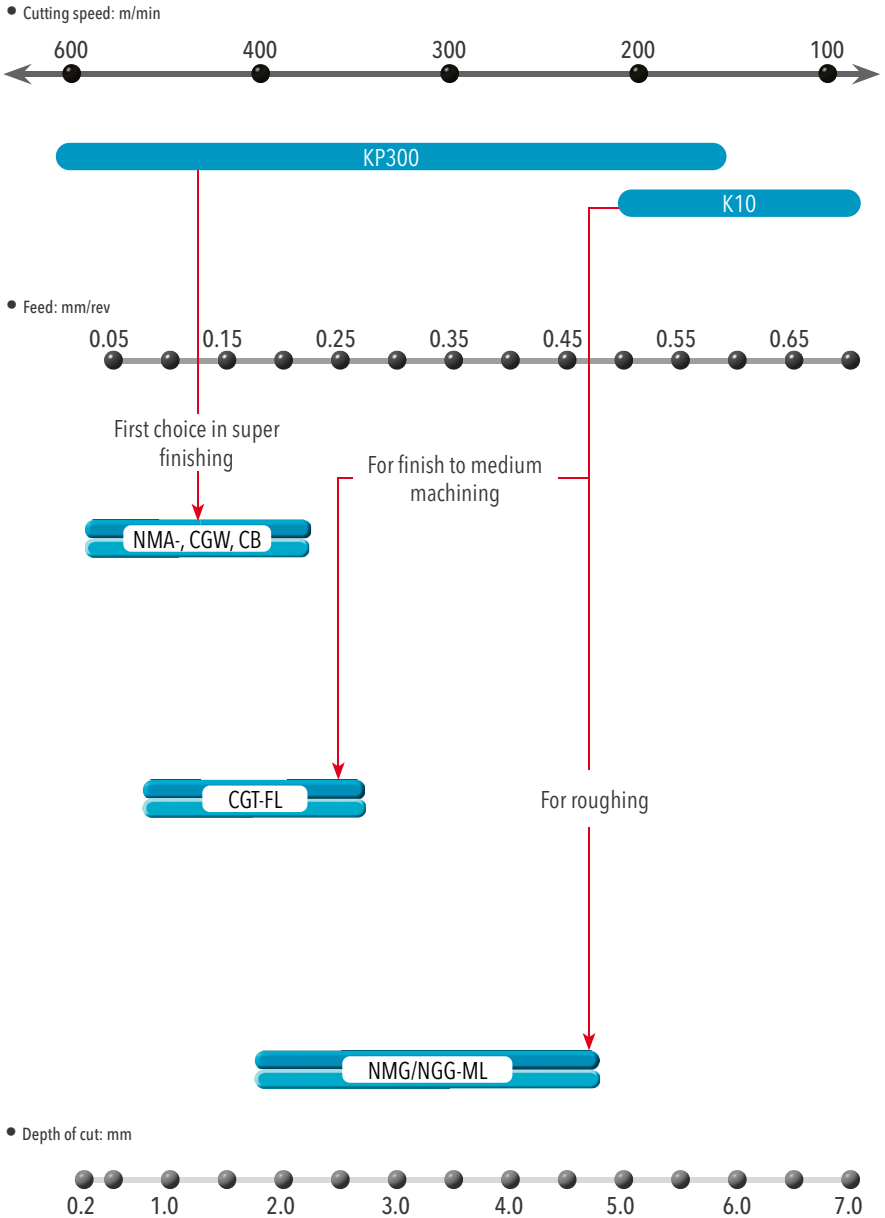 • Cutting speed: m/min
600 400 300 200 100
KP300
K10
• Feed: mm/rev
0.05 0.15 0.25 0.35 0.45 0.55 0.65
First choice in super
finishing
For finish to medium
machining
NMA-, CGW, CB
CGT-FL
For roughing
NMG/NGG-ML
• Depth of cut: mm
0.2 1.0 2.0 3.0 4.0 5.0 6.0 7.0